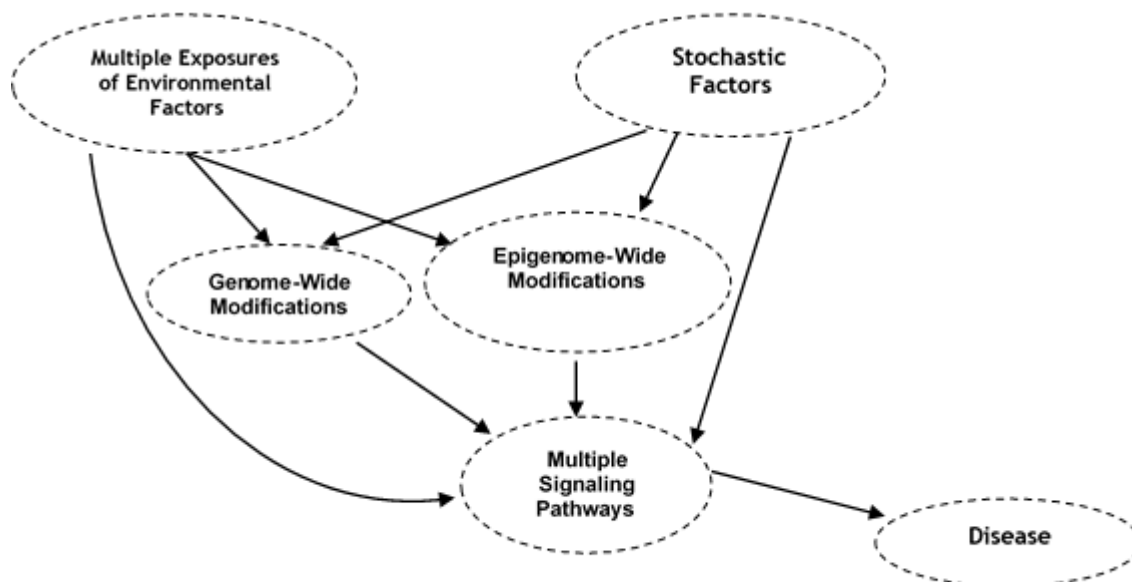 Multiple Exposures
of Environmental
Factors
Stochastic
Factors
Genome-Wide
Modifications
Epigenome-Wide
Modifications
Multiple
Signaling
Pathways
Disease